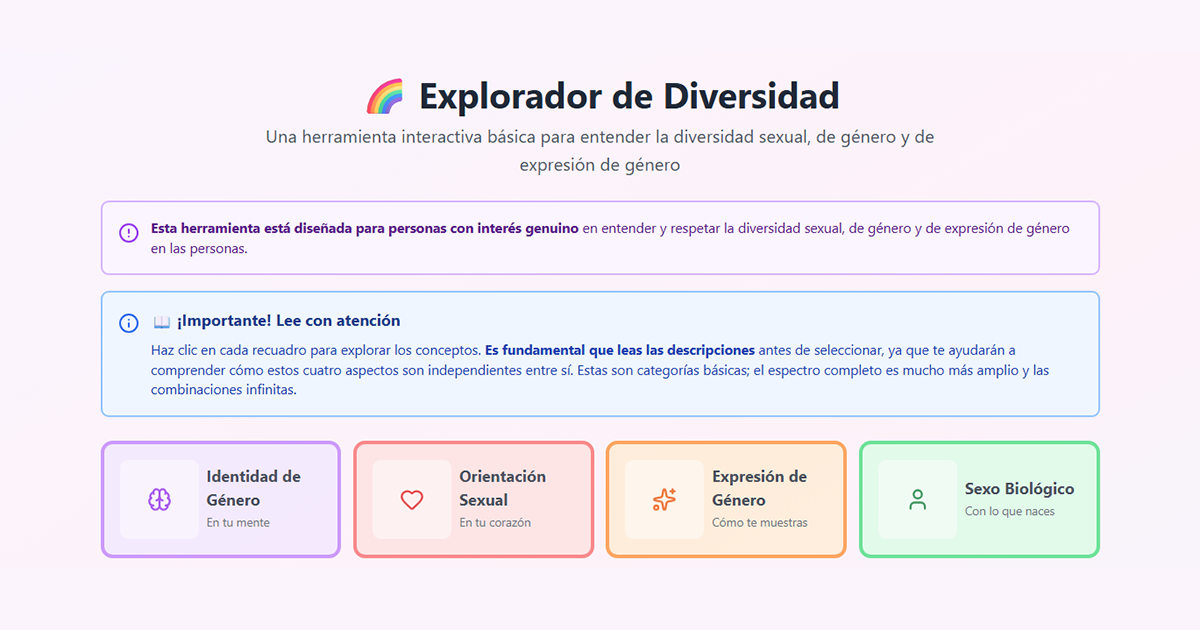 🌈 Explorador de Diversidad
Una herramienta interactiva básica para entender la diversidad sexual, de género y de
expresión de género
Esta herramienta está diseñada para personas con interés genuino en entender y respetar la diversidad sexual, de género y de expresión de género
en las personas.
📖 ¡Importante! Lee con atención
Haz clic en cada recuadro para explorar los conceptos. Es fundamental que leas las descripciones antes de seleccionar, ya que te ayudarán a
comprender cómo estos cuatro aspectos son independientes entre sí. Estas son categorías básicas; el espectro completo es mucho más amplio y las
combinaciones infinitas.
Identidad de
Género
En tu mente
Orientación
Sexual
En tu corazón
Expresión de
Género
Cómo te muestras
Sexo Biológico
Con lo que naces